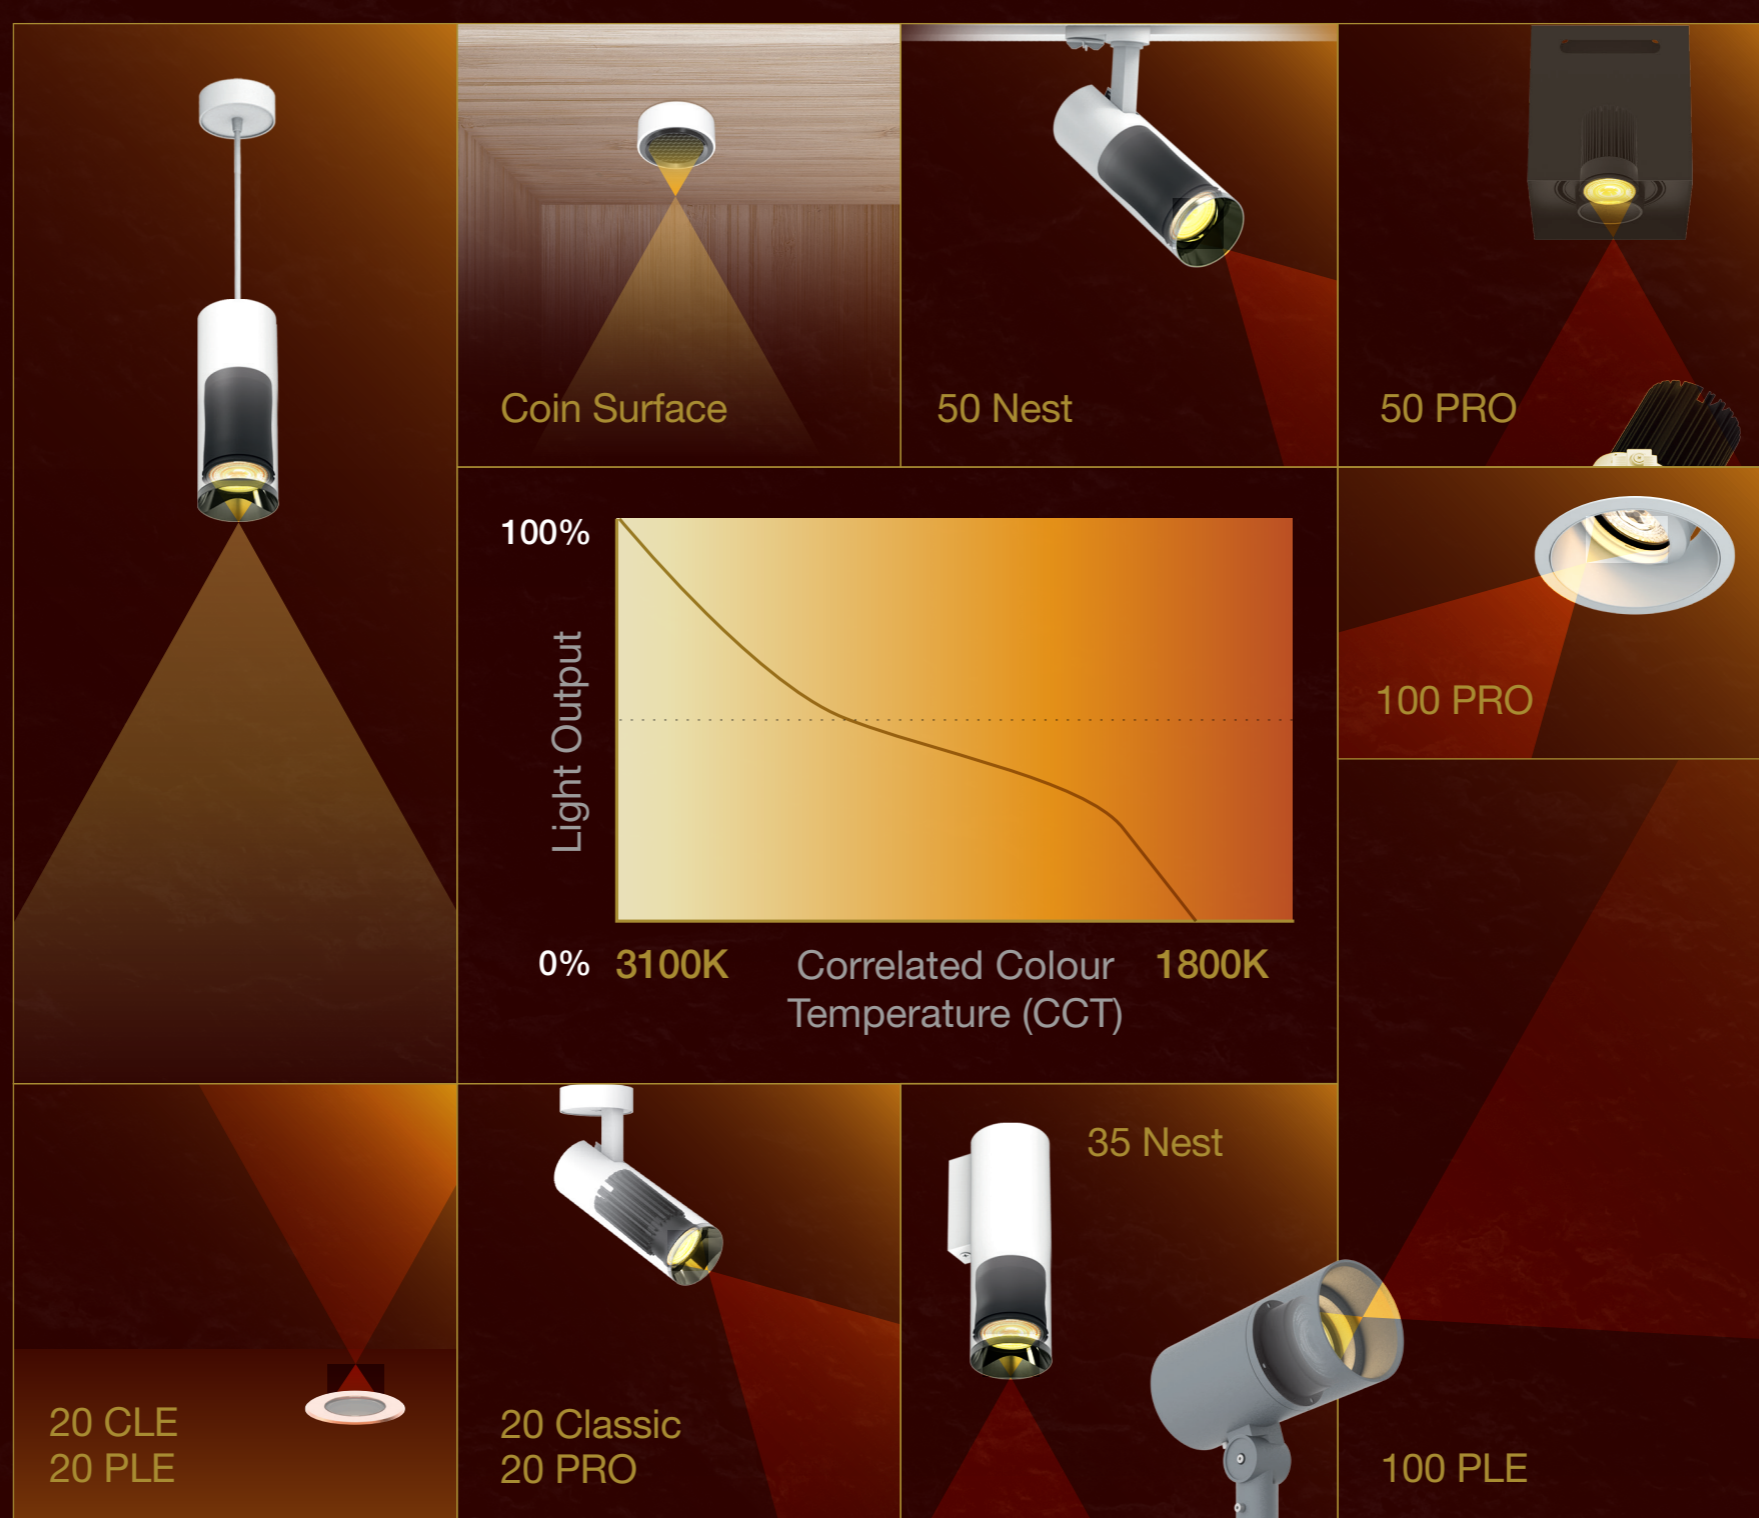 Coin Surface
50 Nest
50 PRO
100%
Light Output
100 PRO
0%
3100K
Correlated Colour
Temperature (CCT)
1800K
20 CLE
20 PLE
20 Classic
20 PRO
35 Nest
100 PLE